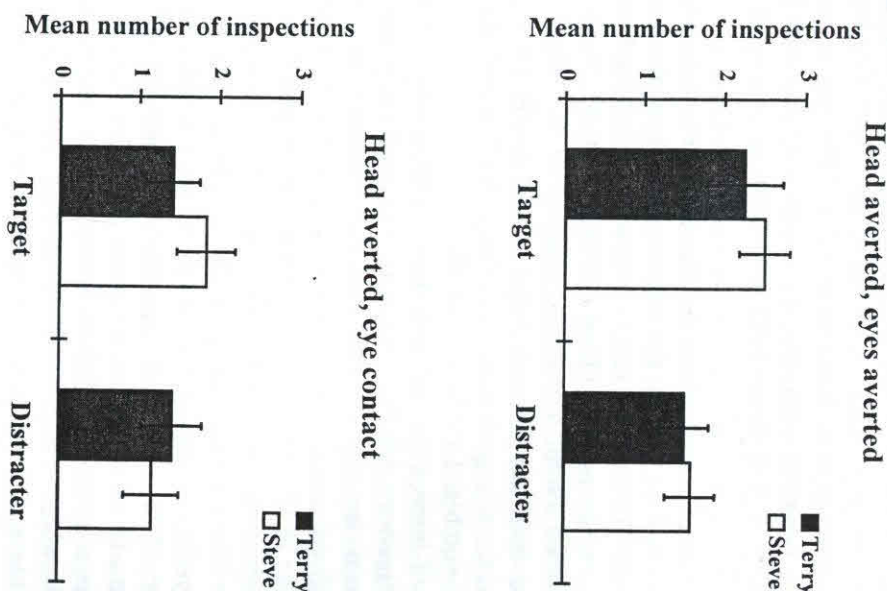 Head averted, eyes averted
Terry
Steve
Mean number of inspections
3
2
1
0
Target
Distracter
Head averted, eye contact
Terry
Steve
Mean number of inspections
3
2
1
0
Target
Distracter